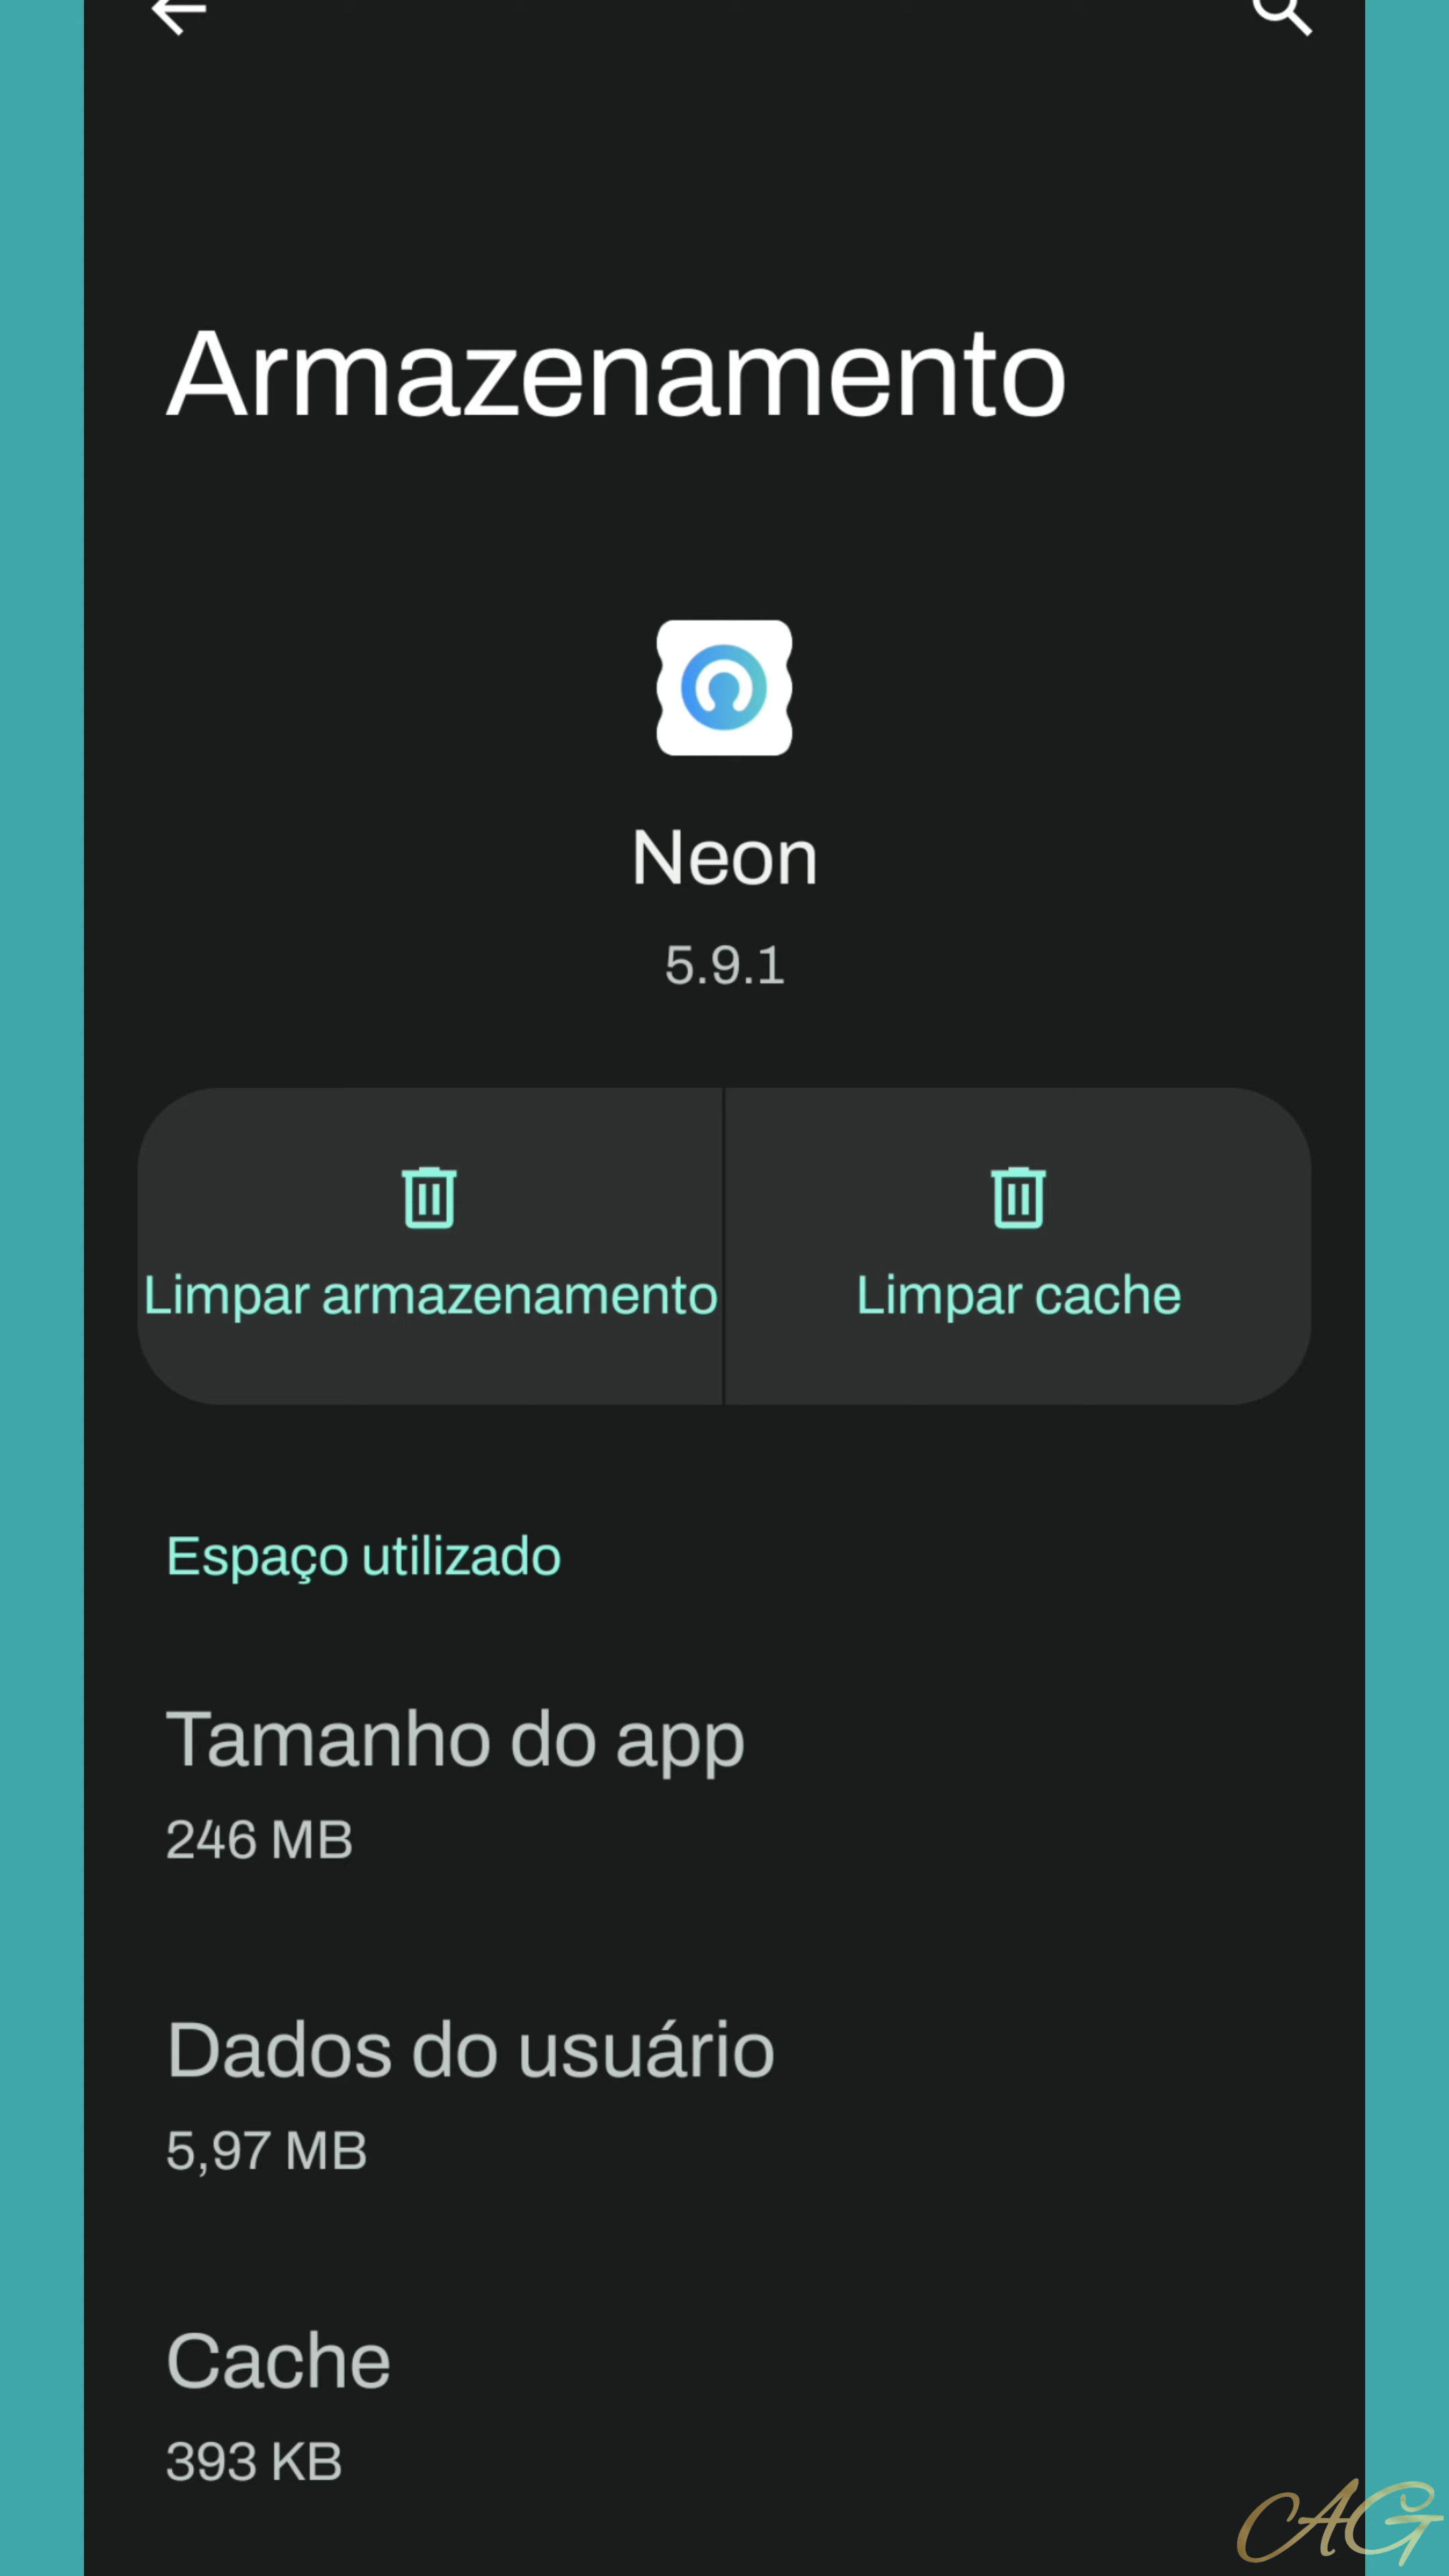 Armazenamento
Neon
5.9.1
Limpar armazenamento
Limpar cache
Espaço utilizado
Tamanho do app
246 MB
Dados do usuário
5,97 MB
Cache
393 KB
CAG